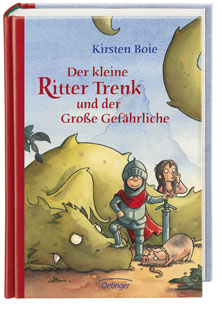 Kirsten Boie
Der kleine
Ritter Trenk
und der
Große Gefährliche
Oetinger